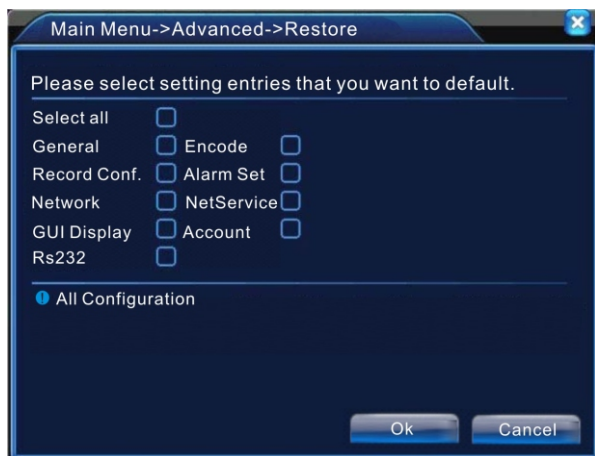 Main Menu->Advanced->Restore
Please select setting entries that you want to default.
Select all
General Encode
Record Conf. Alarm Set
Network NetService
GUI Display Account
Rs232
All Configuration
Ok Cancel